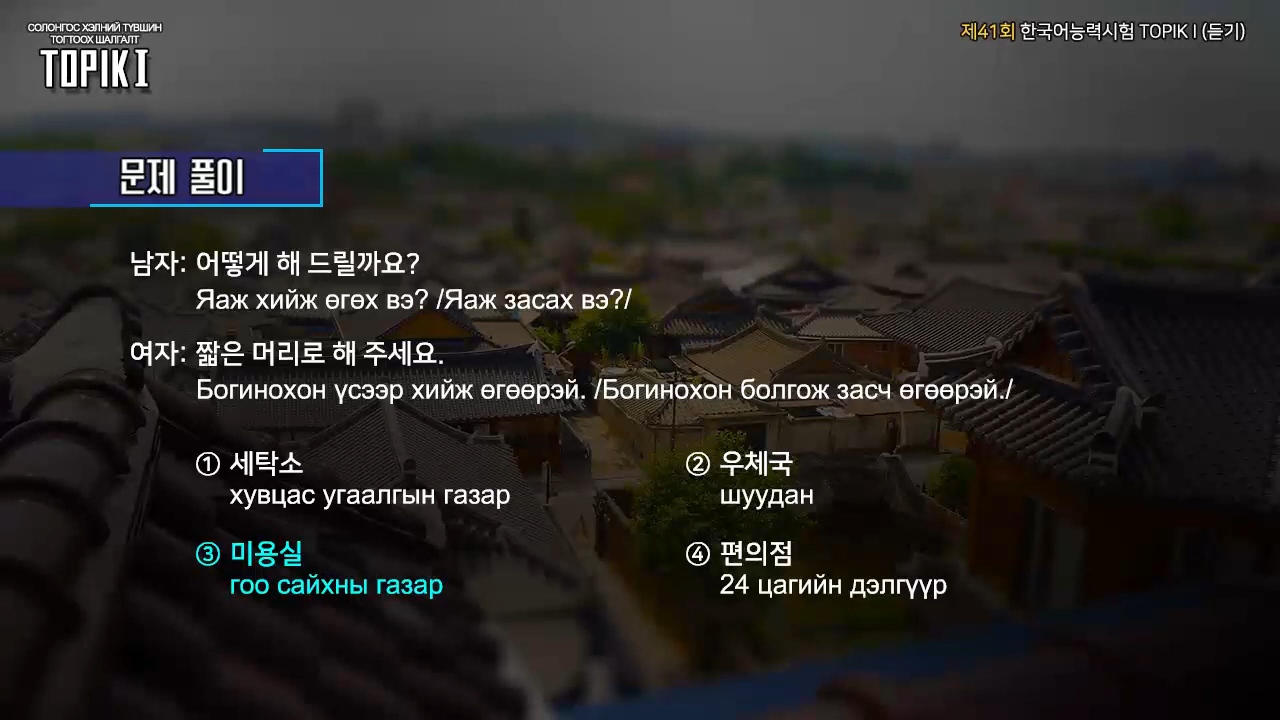 СОЛОНГОС ХЭЛНИЙ ТҮВШИН
ТОГТООХ ШАЛГАЛТ
TOPIK I
제41회 한국어능력시험 TOPIK I (듣기)
문제 풀이
남자: 어떻게 해 드릴까요?
Яаж хийж өгөх вэ? /Яаж засах вэ?/
여자: 짧은 머리로 해 주세요.
Богинохон үсээр хийж өгөөрэй. /Богинохон болгож засч өгөөрэй./
① 세탁소
хувцас угаалгын газар
② 우체국
шуудан
③ 미용실
гоо сайхны газар
④ 편의점
24 цагийн дэлгүүр